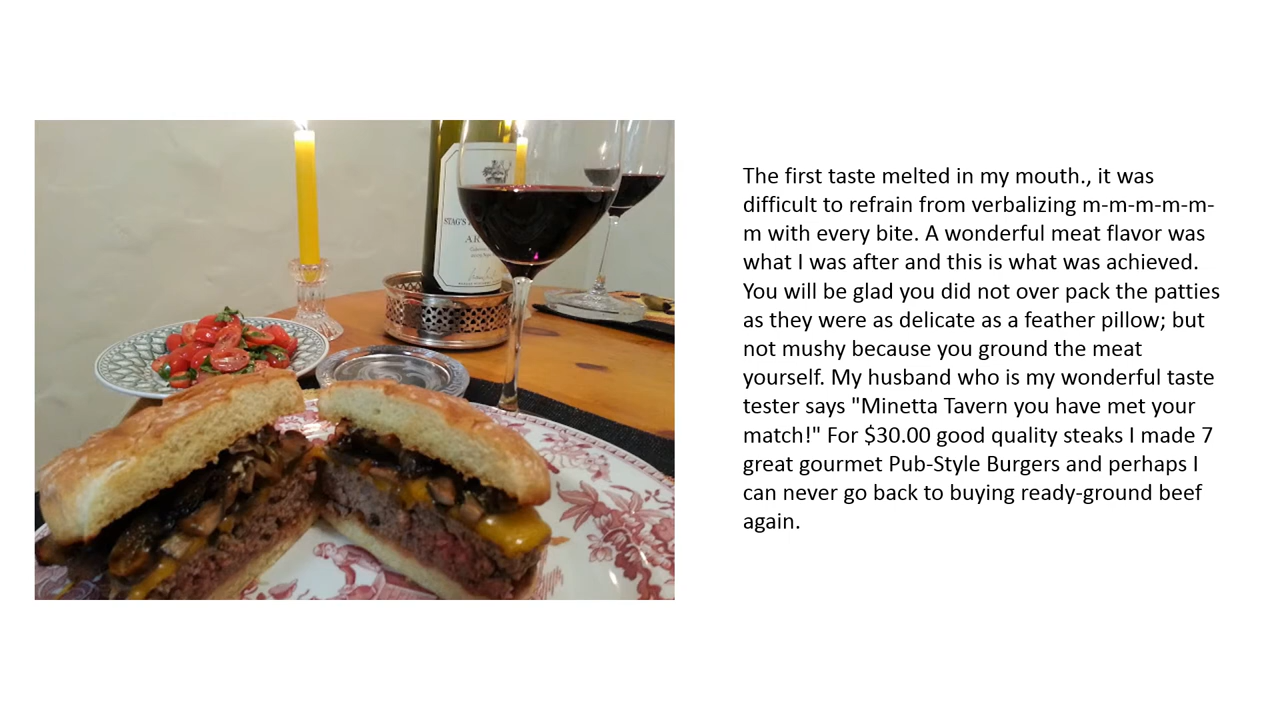 STAG'S
AR
The first taste melted in my mouth., it was
difficult to refrain from verbalizing m-m-m-m-m-
m with every bite. A wonderful meat flavor was
what I was after and this is what was achieved.
You will be glad you did not over pack the patties
as they were as delicate as a feather pillow; but
not mushy because you ground the meat
yourself. My husband who is my wonderful taste
tester says "Minetta Tavern you have met your
match!" For $30.00 good quality steaks I made 7
great gourmet Pub-Style Burgers and perhaps I
can never go back to buying ready-ground beef
again.